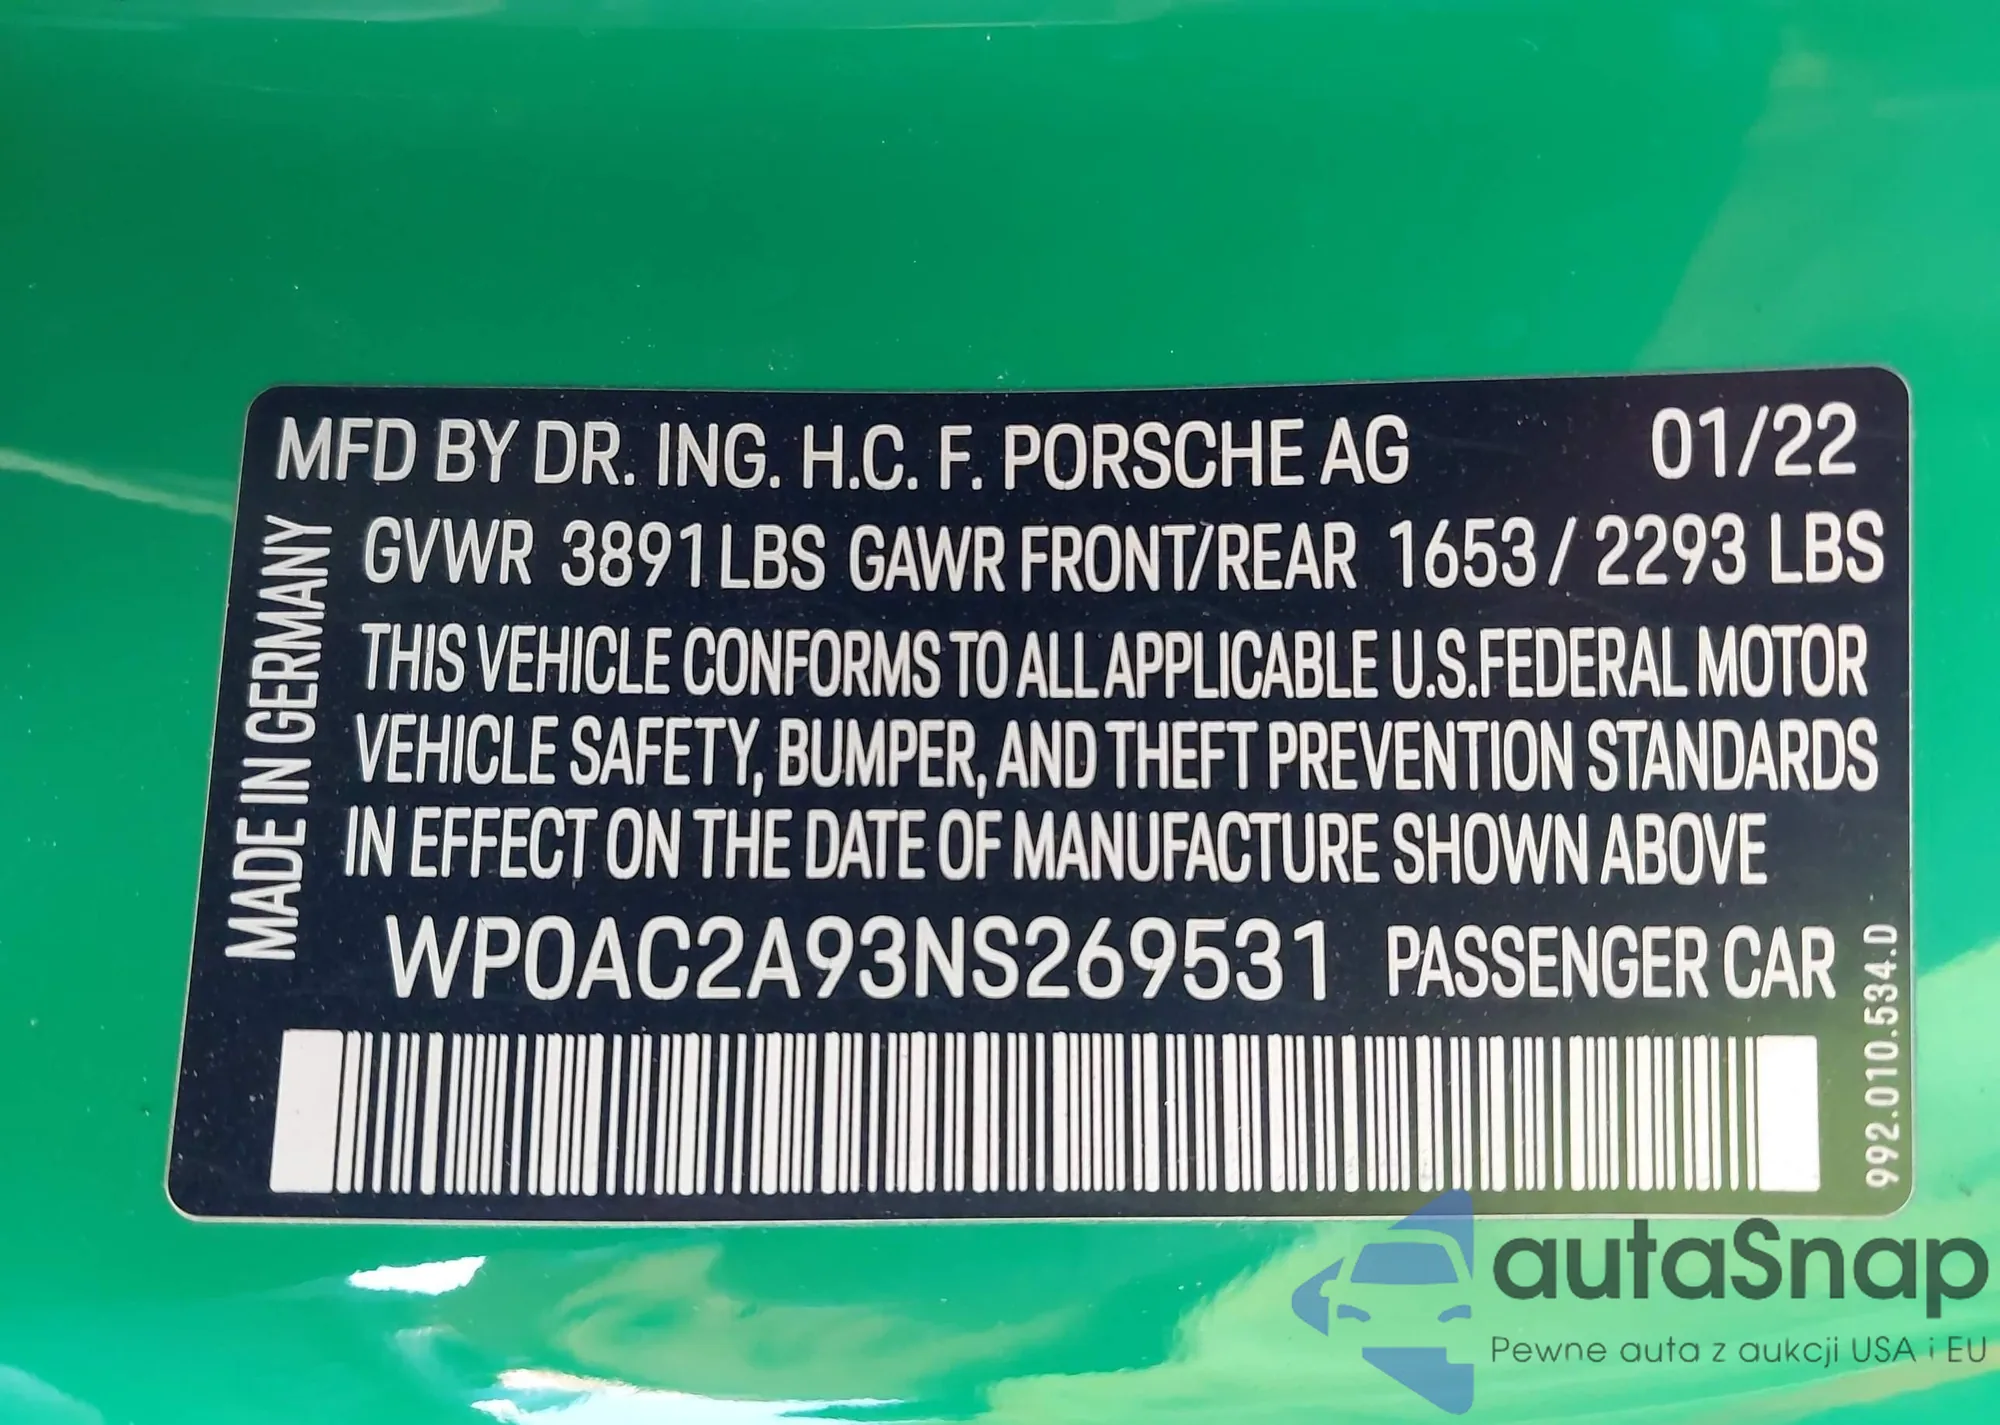 MFD BY DR. ING. H.C. F. PORSCHE AG 01/22
GVWR 3891 LBS GAWR FRONT/REAR 1653 / 2293 LBS
THIS VEHICLE CONFORMS TO ALL APPLICABLE U.S.FEDERAL MOTOR
VEHICLE SAFETY, BUMPER, AND THEFT PREVENTION STANDARDS
IN EFFECT ON THE DATE OF MANUFACTURE SHOWN ABOVE
WP0AC2A93NS269531 PASSENGER CAR
MADE IN GERMANY
992.010.534.D
autaSnap
Pewne auta z aukcji USA i EU